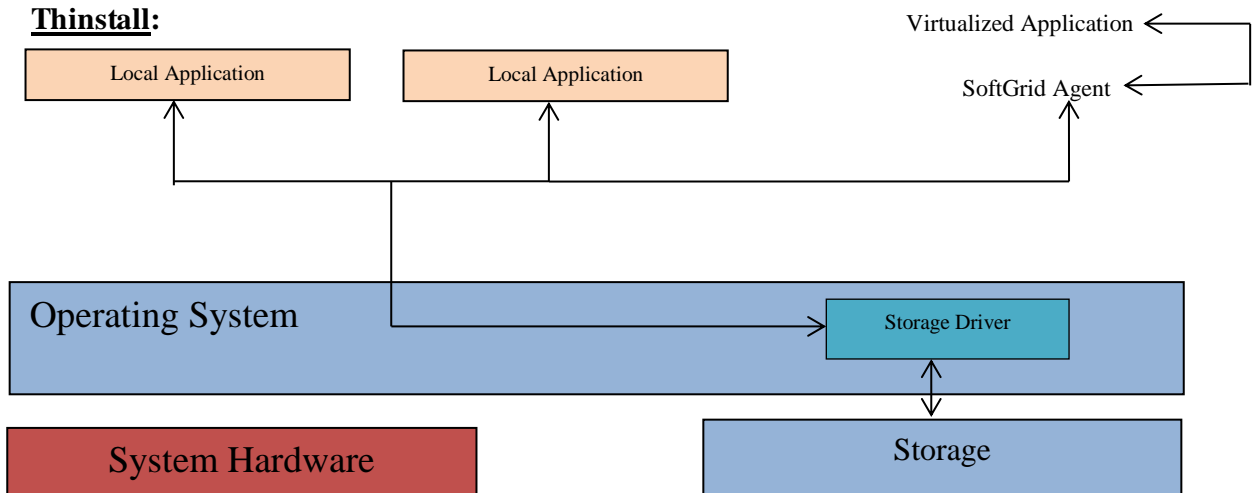 Thinstall:
Virtualized Application
Local Application
Local Application
SoftGrid Agent
Operating System
Storage Driver
System Hardware
Storage